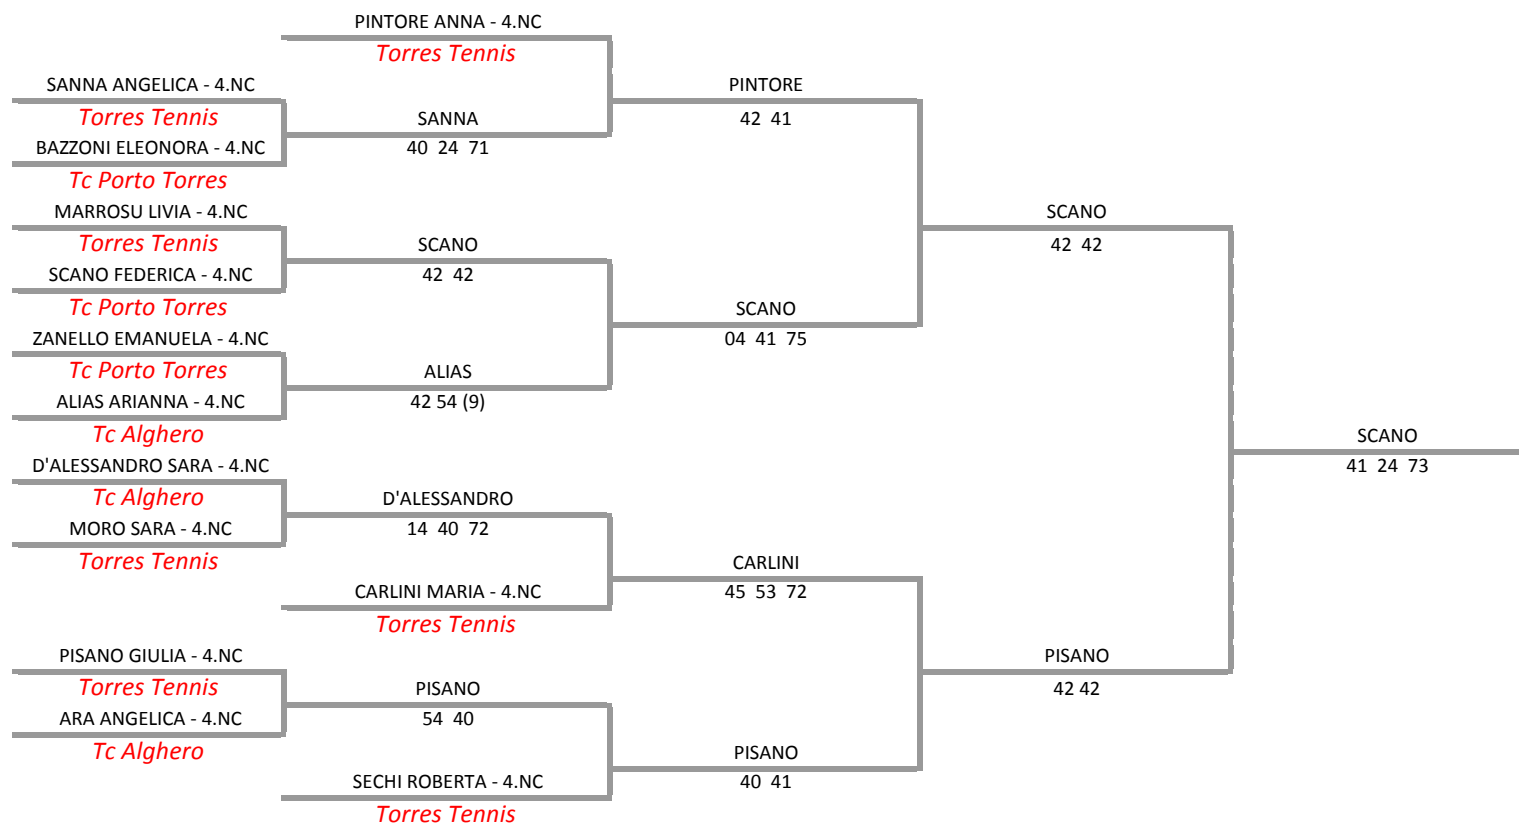 PINTORE ANNA - 4.NC
Torres Tennis
SANNA ANGELICA - 4.NC
PINTORE
Torres Tennis
SANNA
42 41
BAZZONI ELEONORA - 4.NC
40 24 71
Tc Porto Torres
MARROSU LIVIA - 4.NC
SCANO
Torres Tennis
SCANO
42 42
SCANO FEDERICA - 4.NC
42 42
Tc Porto Torres
SCANO
ZANELLO EMANUELA - 4.NC
04 41 75
Tc Porto Torres
ALIAS
ALIAS ARIANNA - 4.NC
42 54 (9)
Tc Alghero
SCANO
D'ALESSANDRO SARA - 4.NC
41 24 73
Tc Alghero
D'ALESSANDRO
MORO SARA - 4.NC
14 40 72
Torres Tennis
CARLINI
CARLINI MARIA - 4.NC
45 53 72
Torres Tennis
PISANO GIULIA - 4.NC
PISANO
Torres Tennis
PISANO
42 42
ARA ANGELICA - 4.NC
54 40
Tc Alghero
PISANO
SECHI ROBERTA - 4.NC
40 41
Torres Tennis